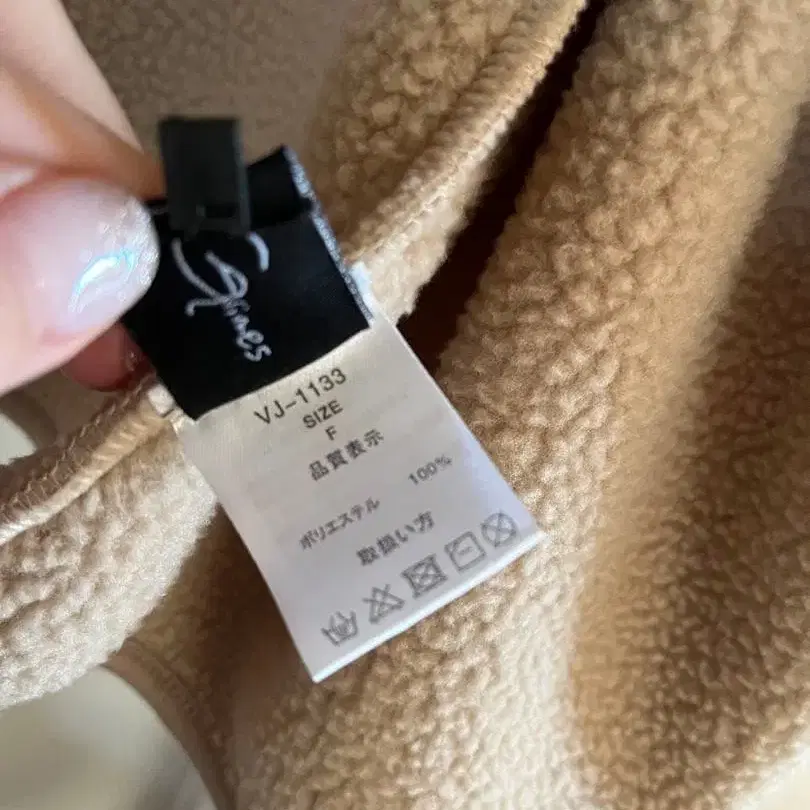 VJ-1133
SIZE
F
品質表示
ポリエステル 100%
取扱い方